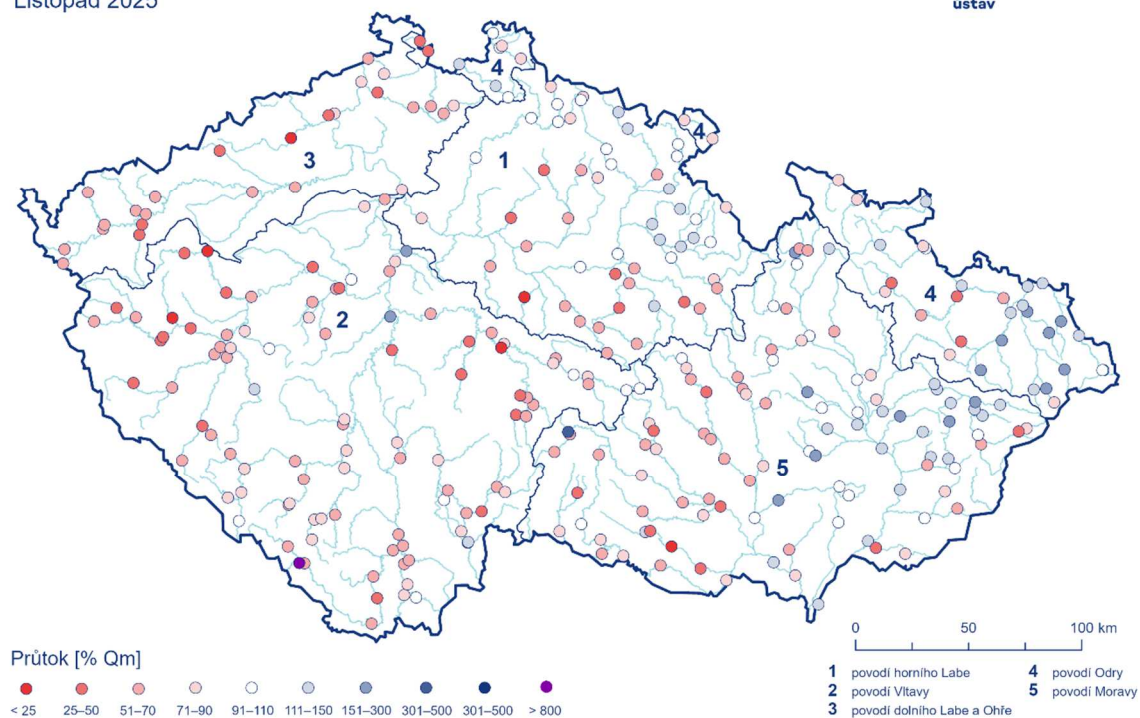 Listopad 2025
ústav
4
4
1
3
4
2
5
0 50 100 km
Průtok [% Qm]
< 25 25–50 51–70 71–90 91–110 111–150 151–300 301–500 301–500 > 800
1 povodí horního Labe
2 povodí Vltavy
3 povodí dolního Labe a Ohře
4 povodí Odry
5 povodí Moravy